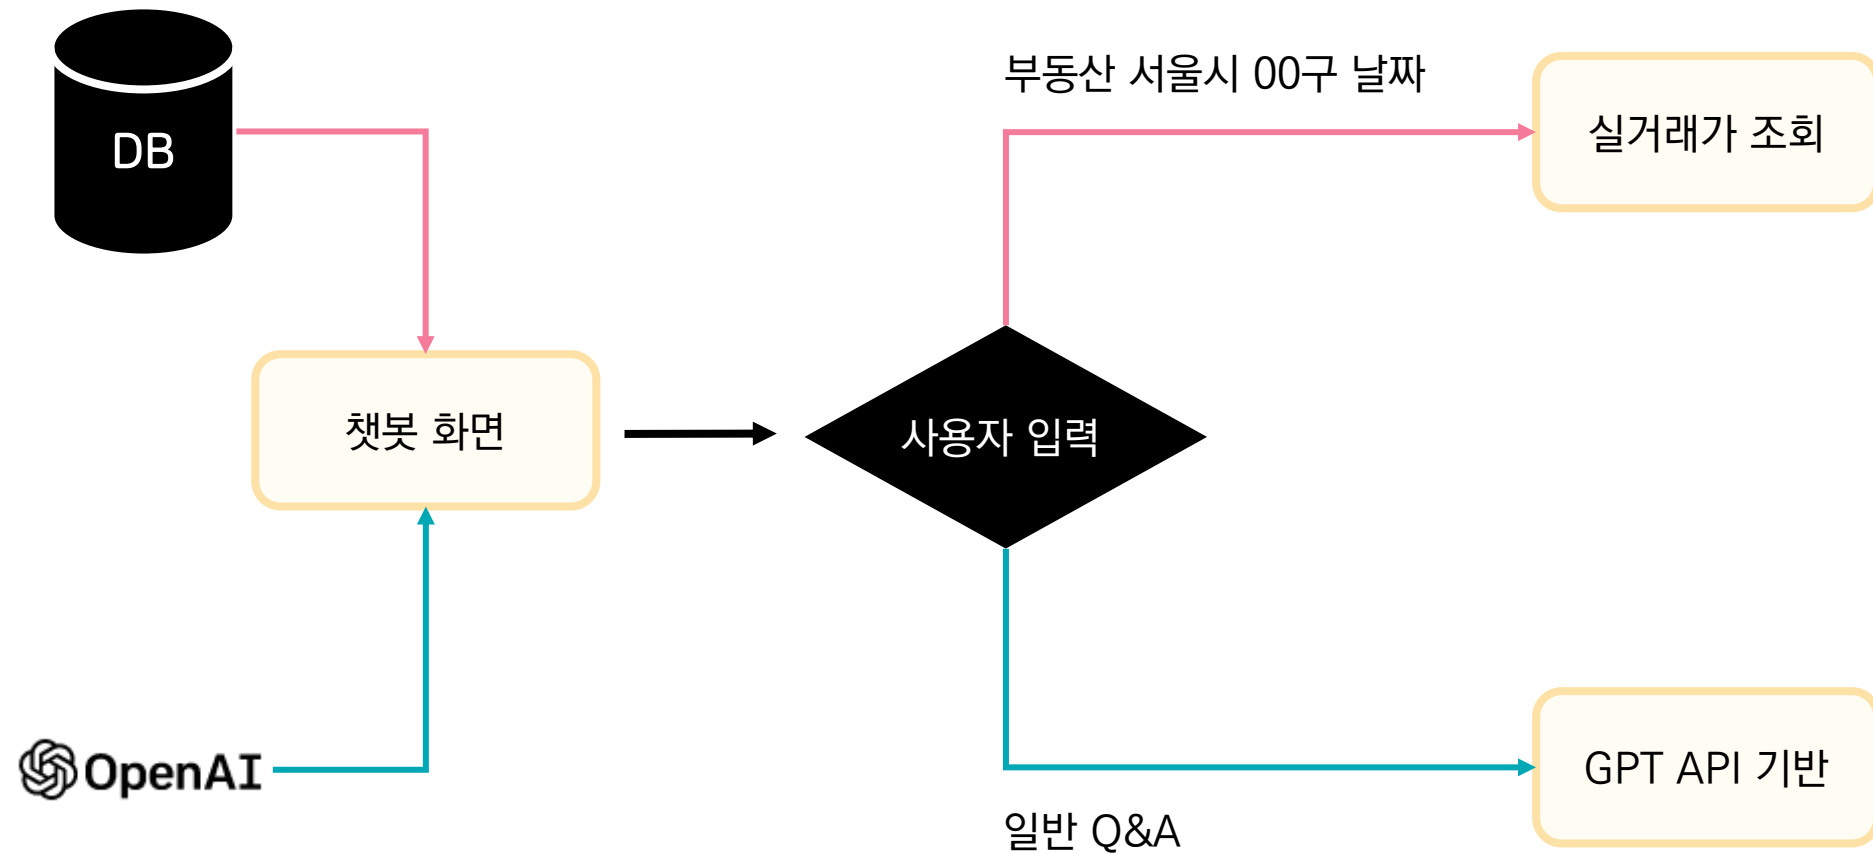 부동산 서울시 00구 날짜
DB
실거래가 조회
챗봇 화면
사용자 입력
OpenAI
GPT API 기반
일반 Q&A